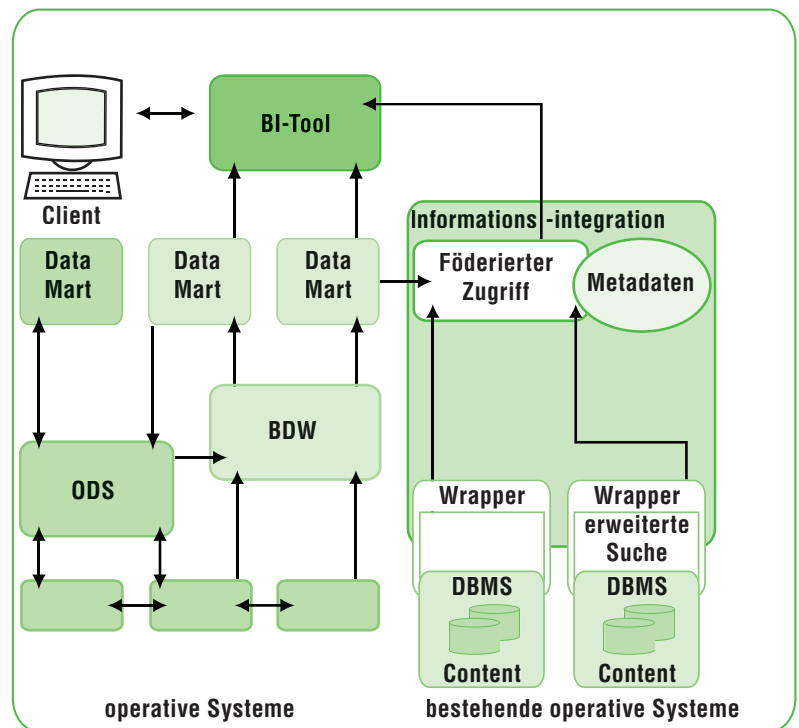 BI-Tool
Client
Informations -integration
Data
Mart
Data
Mart
Data
Mart
Föderierter
Zugriff
Metadaten
BDW
ODS
Wrapper
Wrapper
erweiterte
Suche
DBMS
DBMS
Content
Content
operative Systeme
bestehende operative Systeme